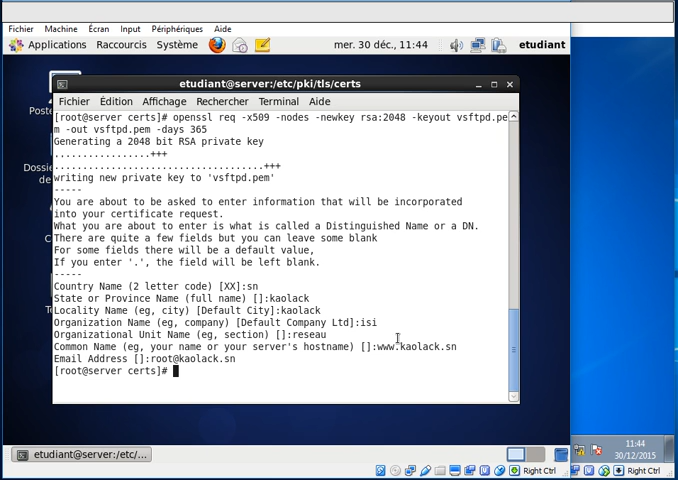 Fichier Machine Écran Input Périphériques Aide
Applications Raccourcis Système mer. 30 déc., 11:44 etudiant
etudiant@server:/etc/pki/tls/certs
Fichier Édition Affichage Rechercher Terminal Aide
[root@server certs]# openssl req -x509 -nodes -newkey rsa:2048 -keyout vsftpd.pe
m -out vsftpd.pem -days 365
Generating a 2048 bit RSA private key
................+++
.....................................+++
writing new private key to 'vsftpd.pem'
-----
You are about to be asked to enter information that will be incorporated
into your certificate request.
What you are about to enter is what is called a Distinguished Name or a DN.
There are quite a few fields but you can leave some blank
For some fields there will be a default value,
If you enter '.', the field will be left blank.
-----
Country Name (2 letter code) [XX]:sn
State or Province Name (full name) []:kaolack
Locality Name (eg, city) [Default City]:kaolack
Organization Name (eg, company) [Default Company Ltd]:isi
Organizational Unit Name (eg, section) []:reseau
Common Name (eg, your name or your server's hostname) []:www.kaolack.sn
Email Address []:root@kaolack.sn
[root@server certs]#
Poste
Dossie
de
etudiant@server:/etc/...
11:44
30/12/2015
Right Ctrl
Right Ctrl